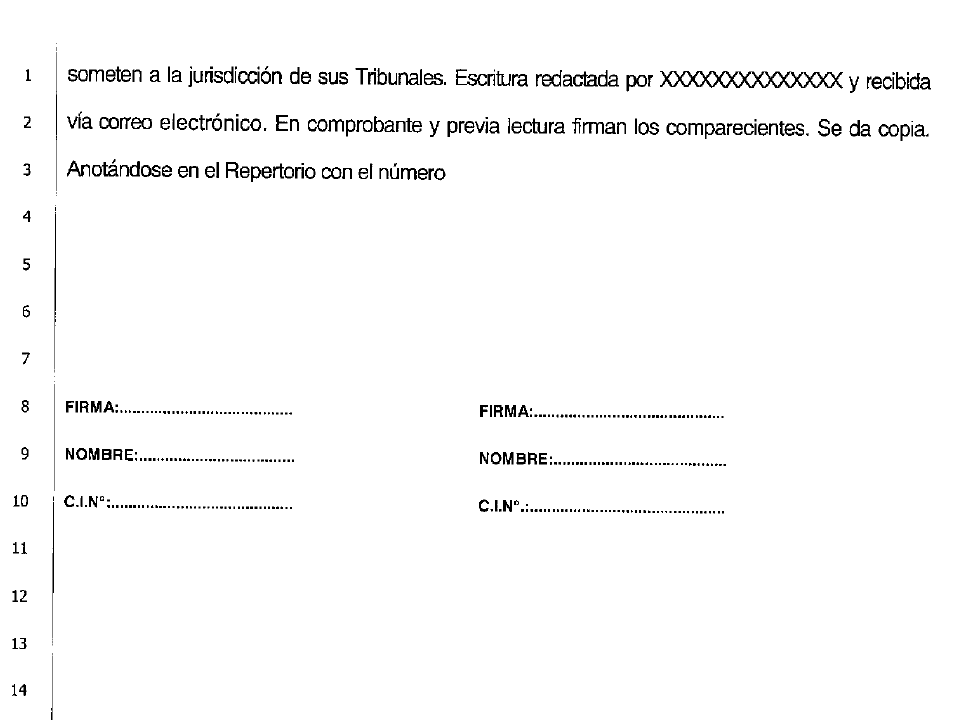 1 someten a la jurisdicción de sus Tribunales. Escritura redactada por XXXXXXXXXXXXXX y recibida
2 vía correo electrónico. En comprobante y previa lectura firman los comparecientes. Se da copia.
3 Anotándose en el Repertorio con el número
4
5
6
7
8 FIRMA:....................................... FIRMA:...........................................
9 NOMBRE:................................... NOMBRE:.......................................
10 C.I.N°:......................................... C.I.N°.:............................................
11
12
13
14